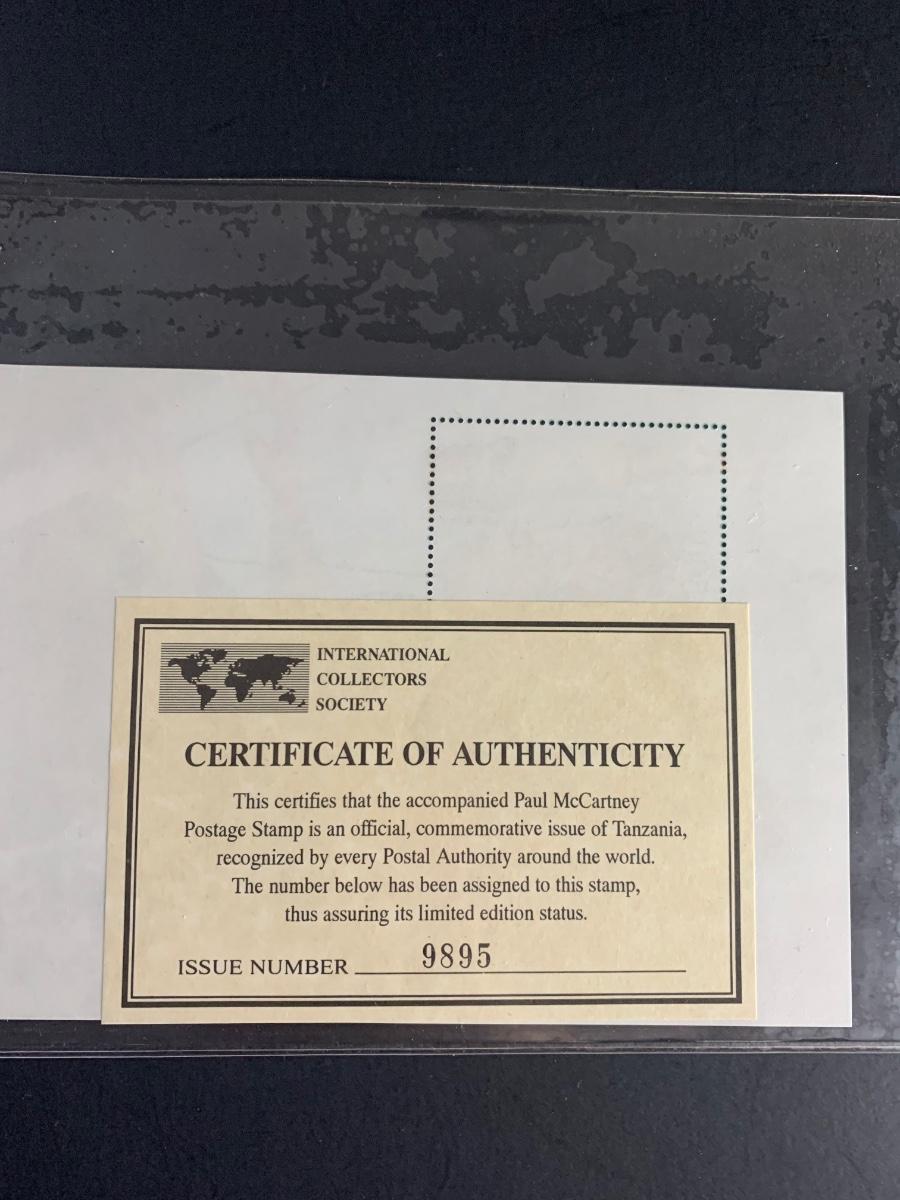 INTERNATIONAL
COLLECTORS
SOCIETY
CERTIFICATE OF AUTHENTICITY
This certifies that the accompanied Paul McCartney
Postage Stamp is an official, commemorative issue of Tanzania,
recognized by every Postal Authority around the world.
The number below has been assigned to this stamp,
thus assuring its limited edition status.
ISSUE NUMBER 9895